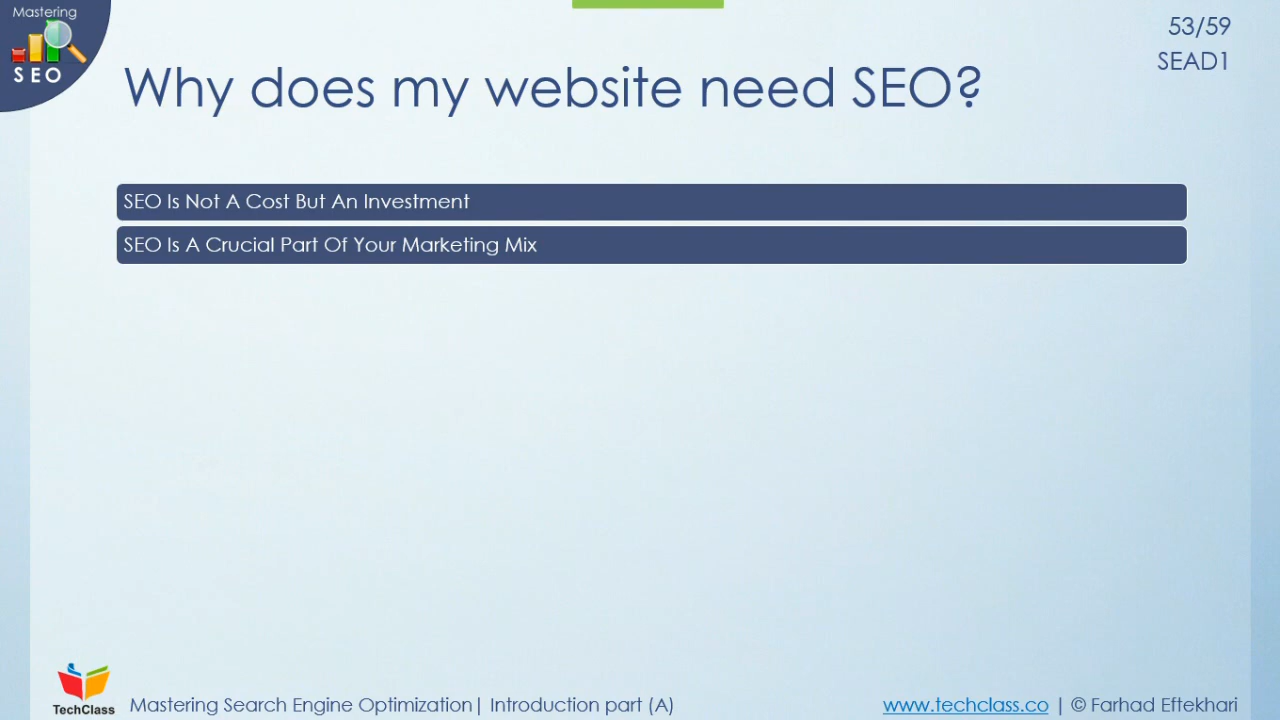 Mastering
SEO
53/59
SEAD1
Why does my website need SEO?
SEO Is Not A Cost But An Investment
SEO Is A Crucial Part Of Your Marketing Mix
TechClass
Mastering Search Engine Optimization| Introduction part (A)
www.techclass.co | © Farhad Eftekhari